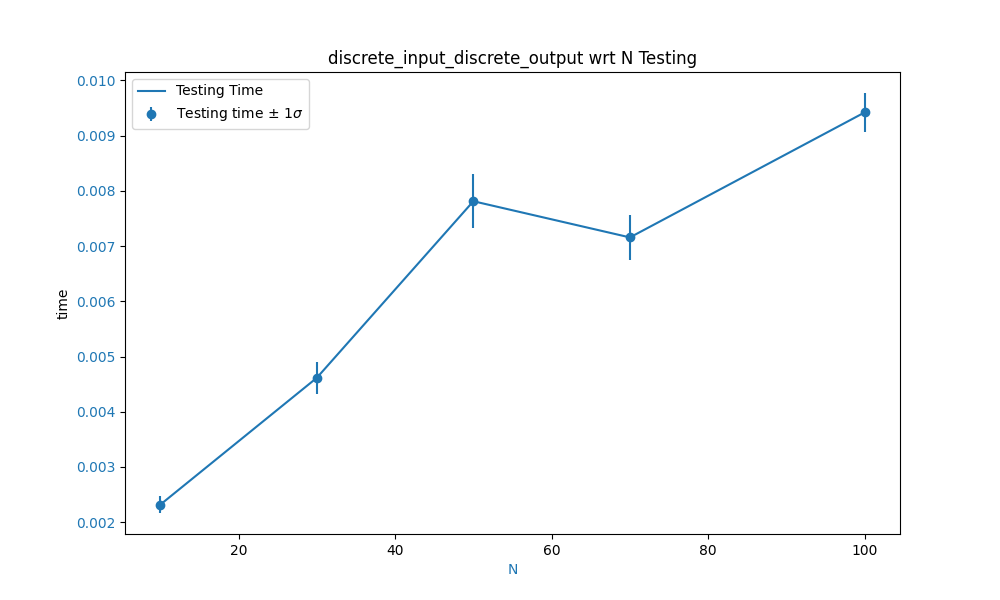 discrete_input_discrete_output wrt N Testing
Testing Time
Testing time ± 1σ
0.010
0.009
0.008
0.007
0.006
0.005
0.004
0.003
0.002
time
20 40 60 80 100
N